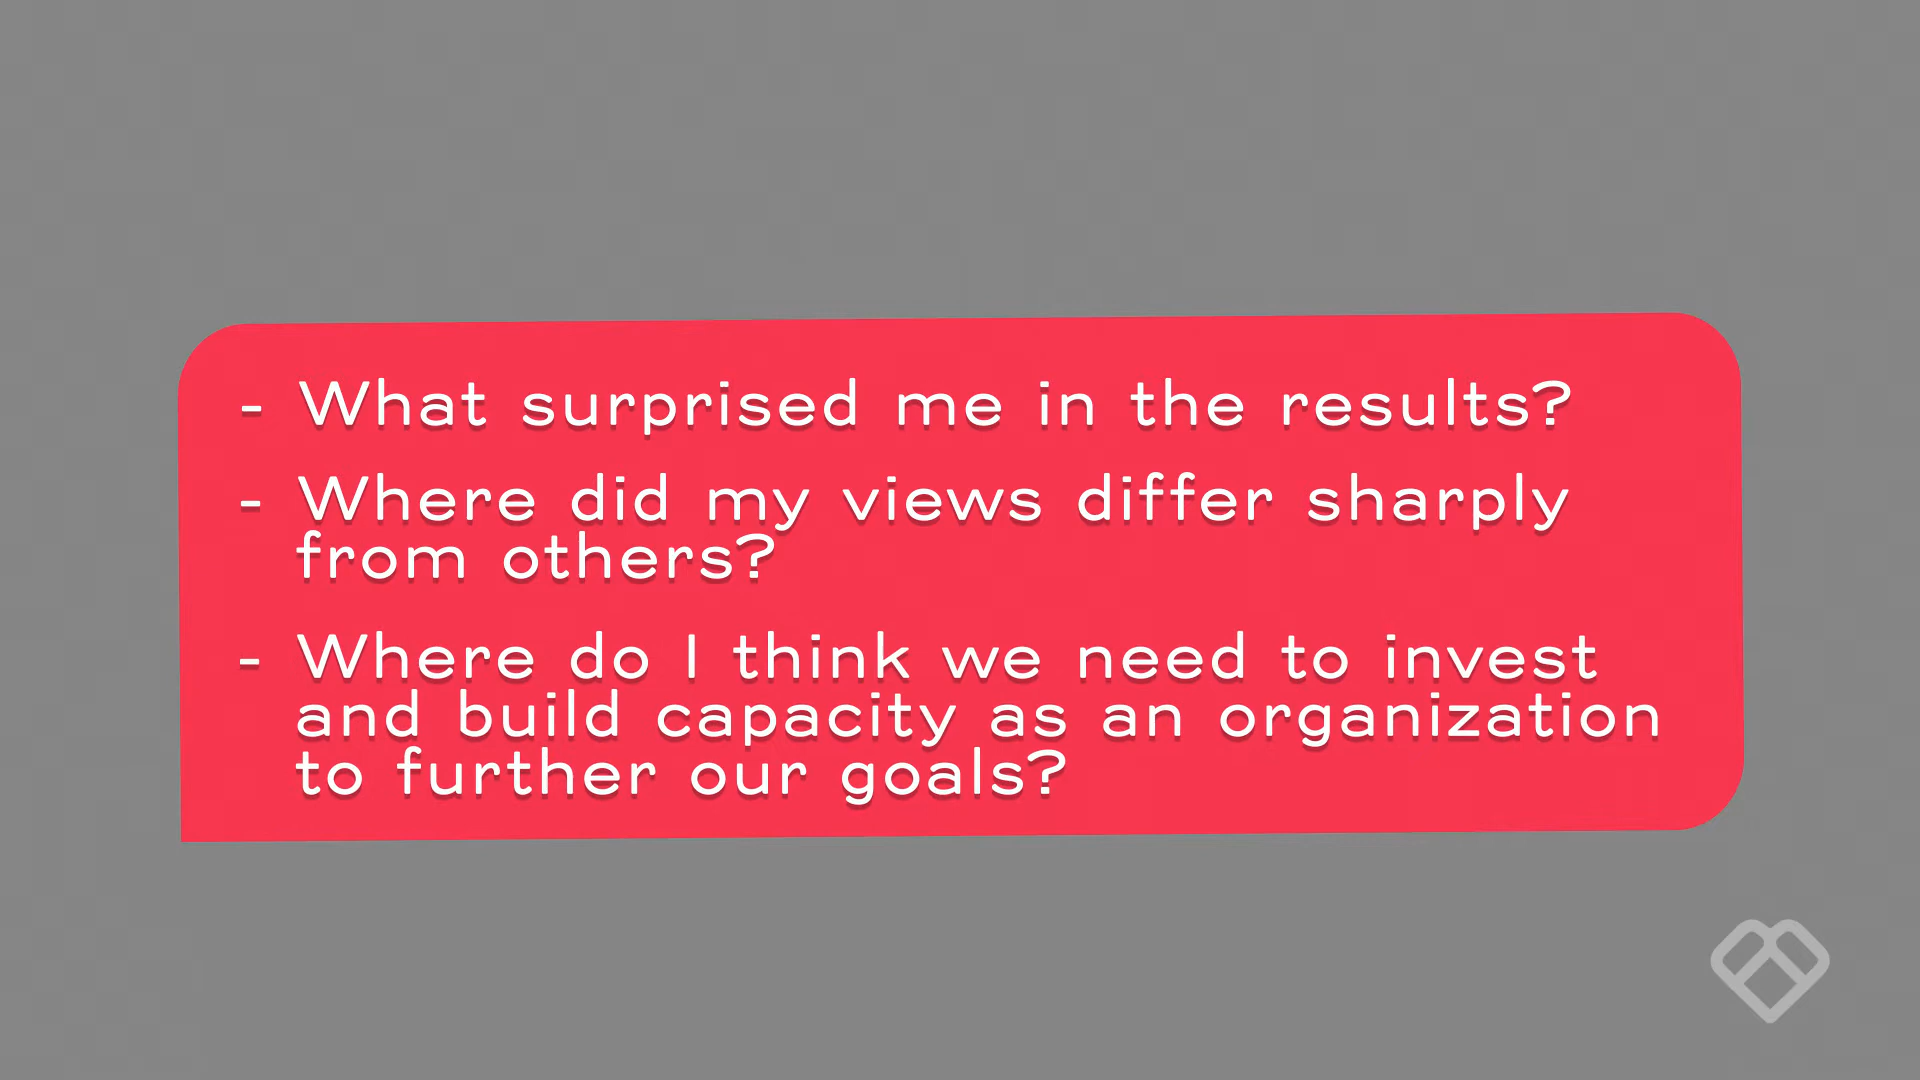 - What surprised me in the results?
- Where did my views differ sharply
from others?
- Where do I think we need to invest
and build capacity as an organization
to further our goals?